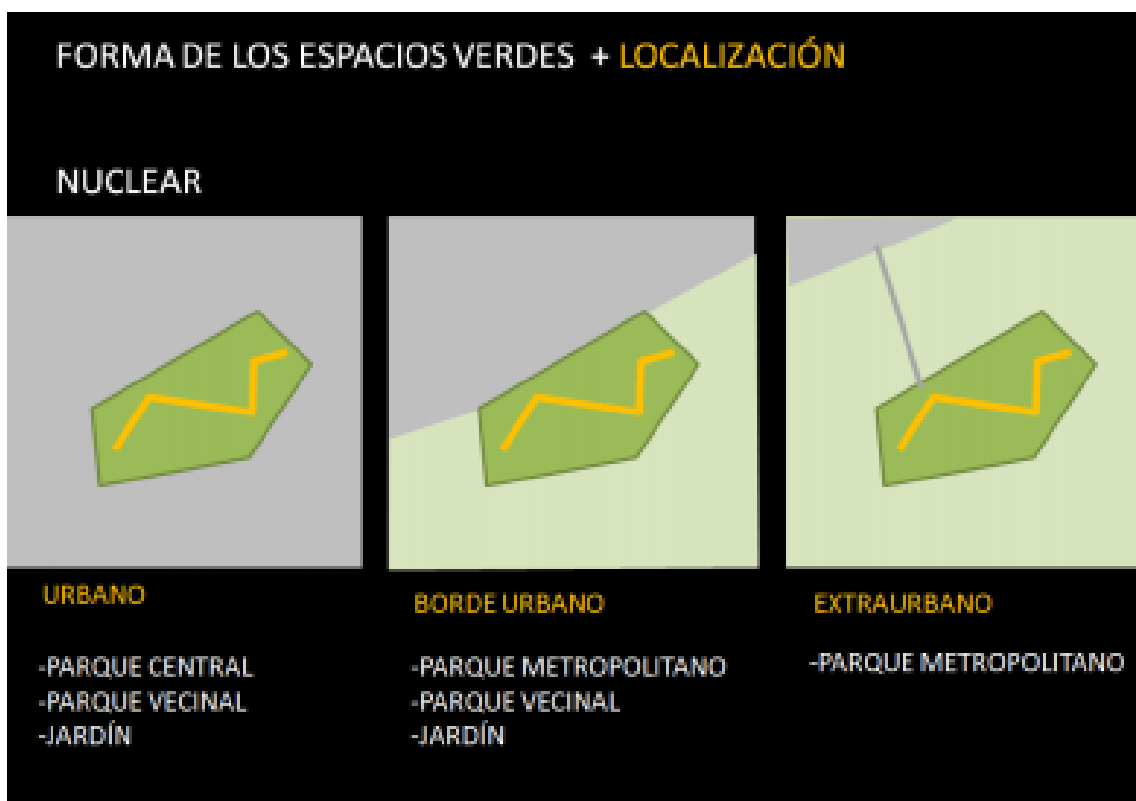 FORMA DE LOS ESPACIOS VERDES + LOCALIZACIÓN
NUCLEAR
URBANO
-PARQUE CENTRAL
-PARQUE VECINAL
-JARDÍN
BORDE URBANO
-PARQUE METROPOLITANO
-PARQUE VECINAL
-JARDÍN
EXTRAURBANO
-PARQUE METROPOLITANO